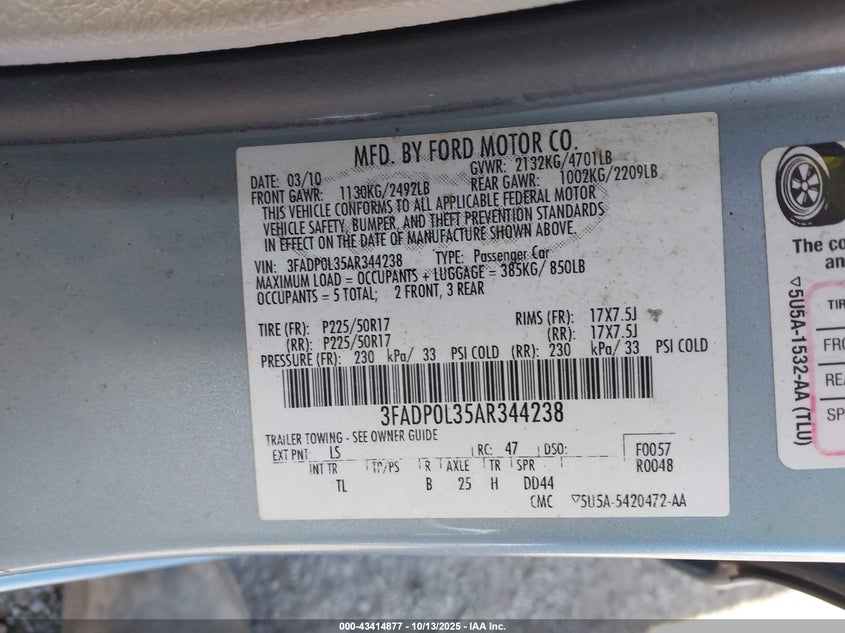 MFD. BY FORD MOTOR CO.
DATE: 03/10 GVWR: 2132KG/4701LB
FRONT GAWR: 1130KG/2492LB REAR GAWR: 1002KG/2209LB
THIS VEHICLE CONFORMS TO ALL APPLICABLE FEDERAL MOTOR
VEHICLE SAFETY, BUMPER, AND THEFT PREVENTION STANDARDS
IN EFFECT ON THE DATE OF MANUFACTURE SHOWN ABOVE.
VIN: 3FADP0L35AR344238 TYPE: Passenger Car
MAXIMUM LOAD = OCCUPANTS + LUGGAGE = 385KG/ 850LB
OCCUPANTS = 5 TOTAL; 2 FRONT, 3 REAR
TIRE (FR): P225/50R17 RIMS (FR): 17X7.5J
(RR): P225/50R17 (RR): 17X7.5J
PRESSURE (FR): 230 kPa/ 33 PSI COLD (RR): 230 kPa/ 33 PSI COLD
3FADP0L35AR344238
TRAILER TOWING - SEE OWNER GUIDE
EXT PNT: LS RC: 47 DSO: F0057
INT TR TP/PS R AXLE TR SPR R0048
TL B 25 H DD44
CMC ▽5U5A-5420472-AA
▽5U5A-1532-AA (TLU)
The co
an
TIR
FRO
REA
SP
000-43414877 - 10/13/2025 - IAA Inc.